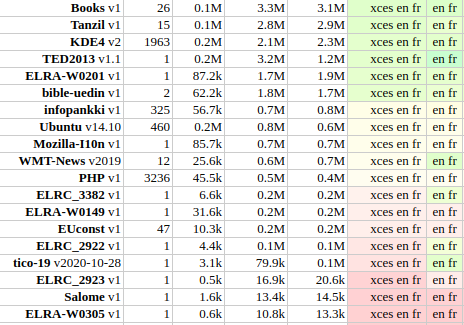 Books v1 26 0.1M 3.3M 3.1M xces en fr en fr
Tanzil v1 15 0.1M 2.8M 2.9M xces en fr en fr
KDE4 v2 1963 0.2M 2.1M 2.3M xces en fr en fr
TED2013 v1.1 1 0.2M 3.2M 1.2M xces en fr en fr
ELRA-W0201 v1 1 87.2k 1.7M 1.9M xces en fr en fr
bible-uedin v1 2 62.2k 1.8M 1.7M xces en fr en fr
infopankki v1 325 56.7k 0.7M 0.8M xces en fr en fr
Ubuntu v14.10 460 0.2M 0.8M 0.6M xces en fr en fr
Mozilla-I10n v1 1 85.7k 0.7M 0.7M xces en fr en fr
WMT-News v2019 12 25.6k 0.6M 0.7M xces en fr en fr
PHP v1 3236 45.5k 0.5M 0.4M xces en fr en fr
ELRC_3382 v1 1 6.6k 0.2M 0.2M xces en fr en fr
ELRA-W0149 v1 1 31.6k 0.2M 0.2M xces en fr en fr
EUconst v1 47 10.3k 0.2M 0.2M xces en fr en fr
ELRC_2922 v1 1 4.4k 0.1M 0.1M xces en fr en fr
tico-19 v2020-10-28 1 3.1k 79.9k 0.1M xces en fr en fr
ELRC_2923 v1 1 0.5k 16.9k 20.6k xces en fr en fr
Salome v1 1 1.6k 13.4k 14.5k xces en fr en fr
ELRA-W0305 v1 1 0.6k 10.8k 13.3k xces en fr en fr